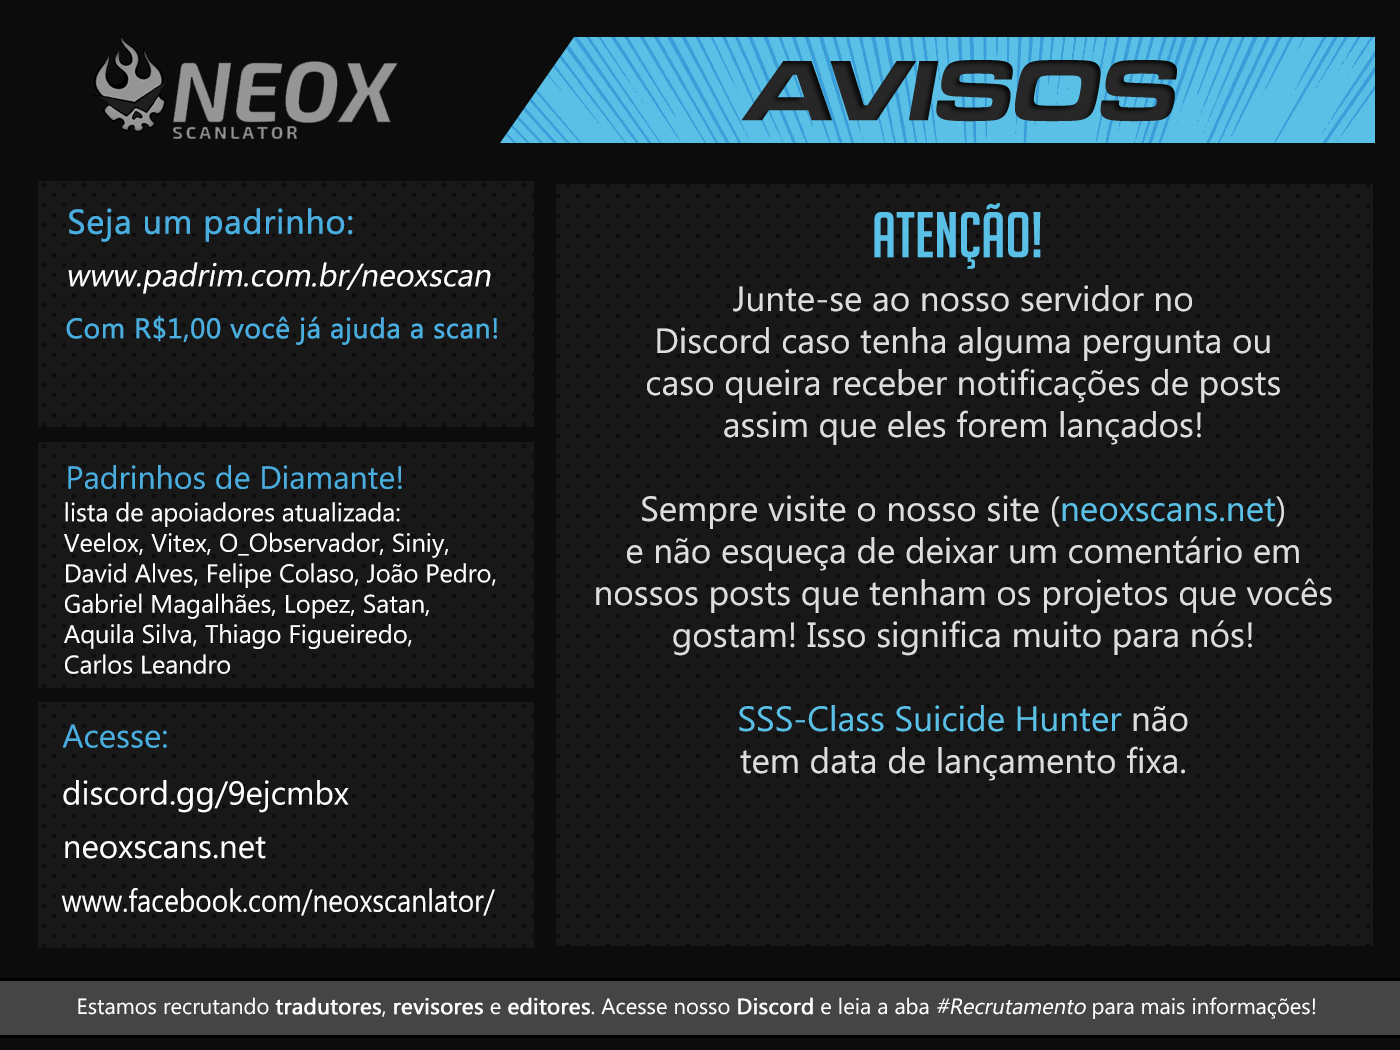 NEOX
SCANLATOR
AVISOS
Seja um padrinho:
www.padrim.com.br/neoxscan
Com R$1,00 você já ajuda a scan!
Padrinhos de Diamante!
lista de apoiadores atualizada:
Veelox, Vitex, O_Observador, Siniy,
David Alves, Felipe Colaso, João Pedro,
Gabriel Magalhães, Lopez, Satan,
Aquila Silva, Thiago Figueiredo,
Carlos Leandro
Acesse:
discord.gg/9ejcmbx
neoxscans.net
www.facebook.com/neoxscanlator/
ATENÇÃO!
Junte-se ao nosso servidor no
Discord caso tenha alguma pergunta ou
caso queira receber notificações de posts
assim que eles forem lançados!
Sempre visite o nosso site (neoxscans.net)
e não esqueça de deixar um comentário em
nossos posts que tenham os projetos que vocês
gostam! Isso significa muito para nós!
SSS-Class Suicide Hunter não
tem data de lançamento fixa.
Estamos recrutando tradutores, revisores e editores. Acesse nosso Discord e leia a aba #Recrutamento para mais informações!